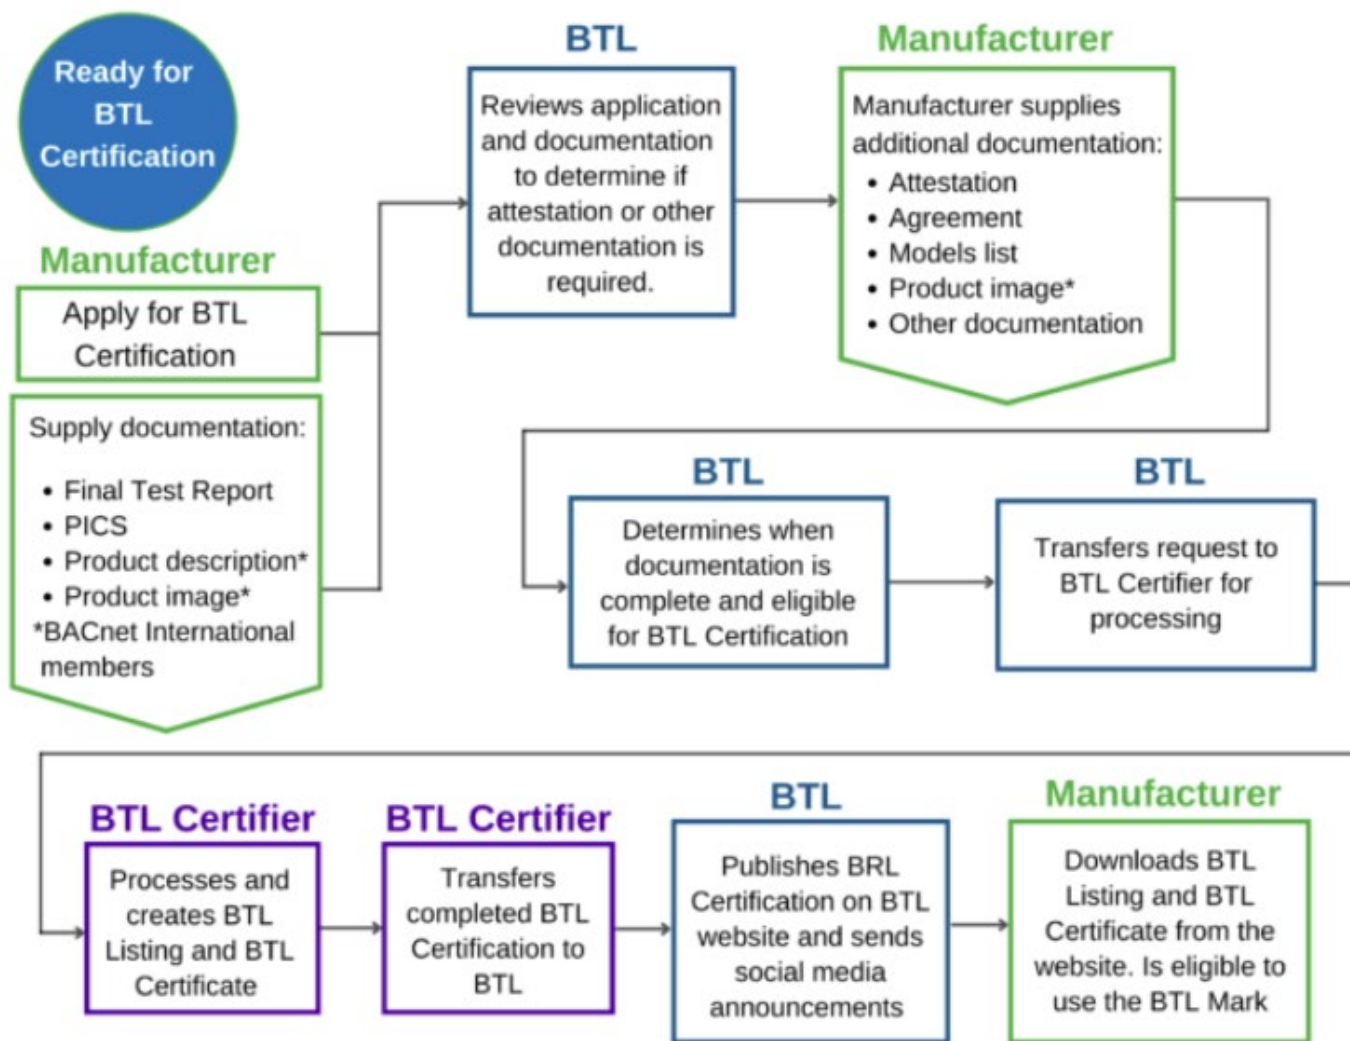 Ready for
BTL
Certification
Manufacturer
Apply for BTL
Certification
Supply documentation:
• Final Test Report
• PICS
• Product description*
• Product image*
*BACnet International
members
BTL
Reviews application
and documentation
to determine if
attestation or other
documentation is
required.
Manufacturer
Manufacturer supplies
additional documentation:
• Attestation
• Agreement
• Models list
• Product image*
• Other documentation
BTL
Determines when
documentation is
complete and eligible
for BTL Certification
BTL
Transfers request to
BTL Certifier for
processing
BTL Certifier
Processes and
creates BTL
Listing and BTL
Certificate
BTL Certifier
Transfers
completed BTL
Certification to
BTL
BTL
Publishes BRL
Certification on BTL
website and sends
social media
announcements
Manufacturer
Downloads BTL
Listing and BTL
Certificate from the
website. Is eligible to
use the BTL Mark